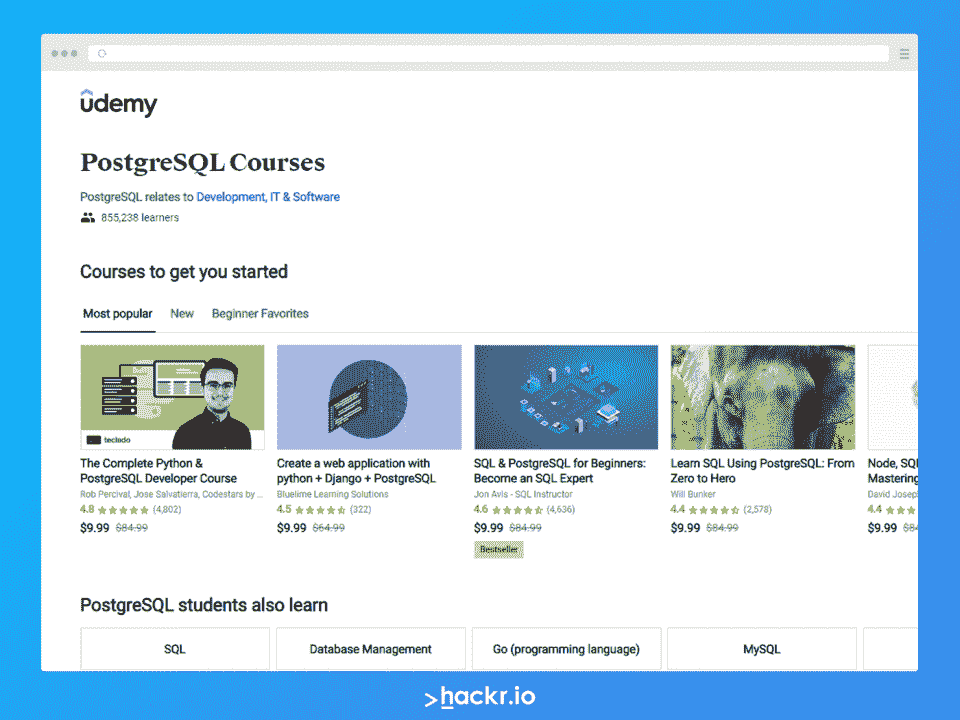 udemy
PostgreSQL Courses
PostgreSQL relates to Development, IT & Software
855,238 learners
Courses to get you started
Most popular New Beginner Favorites
teclado
The Complete Python &
PostgreSQL Developer Course
Rob Percival, Jose Salvatierra, Codestars by ...
4.8 (4,802)
$9.99 $84.99
Create a web application with
python + Django + PostgreSQL
Bluelime Learning Solutions
4.5 (322)
$9.99 $64.99
SQL & PostgreSQL for Beginners:
Become an SQL Expert
Jon Avis - SQL Instructor
4.6 (4,636)
$9.99 $84.99
Bestseller
Learn SQL Using PostgreSQL: From
Zero to Hero
Will Bunker
4.4 (2,578)
$9.99 $84.99
Node, SQ
Mastering
David Josep
4.4
$9.99 $84
PostgreSQL students also learn
SQL
Database Management
Go (programming language)
MySQL
>hackr.io